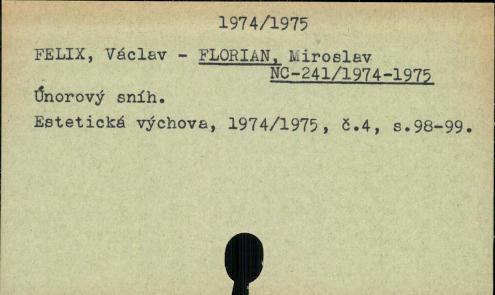 1974/1975
FELIX, Václav - FLORIAN, Miroslav
NC-241/1974-1975
Únorový sníh.
Estetická výchova, 1974/1975, č.4, s.98-99.